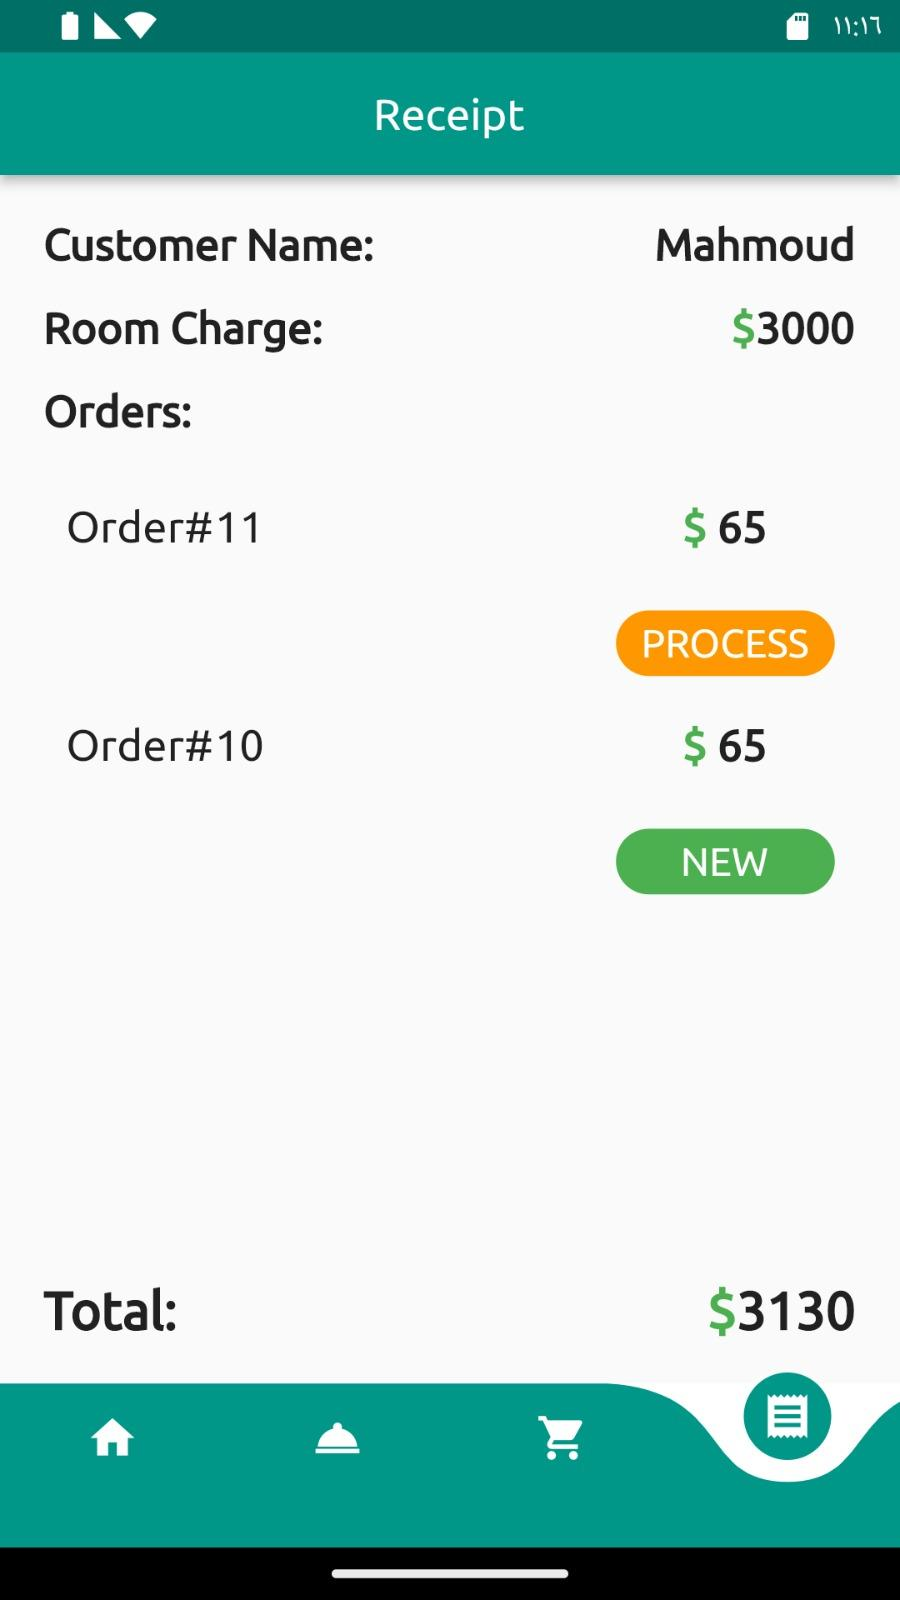 ١١:١٦
Receipt
Customer Name: Mahmoud
Room Charge: $3000
Orders:
Order#11 $ 65
PROCESS
Order#10 $ 65
NEW
Total: $3130